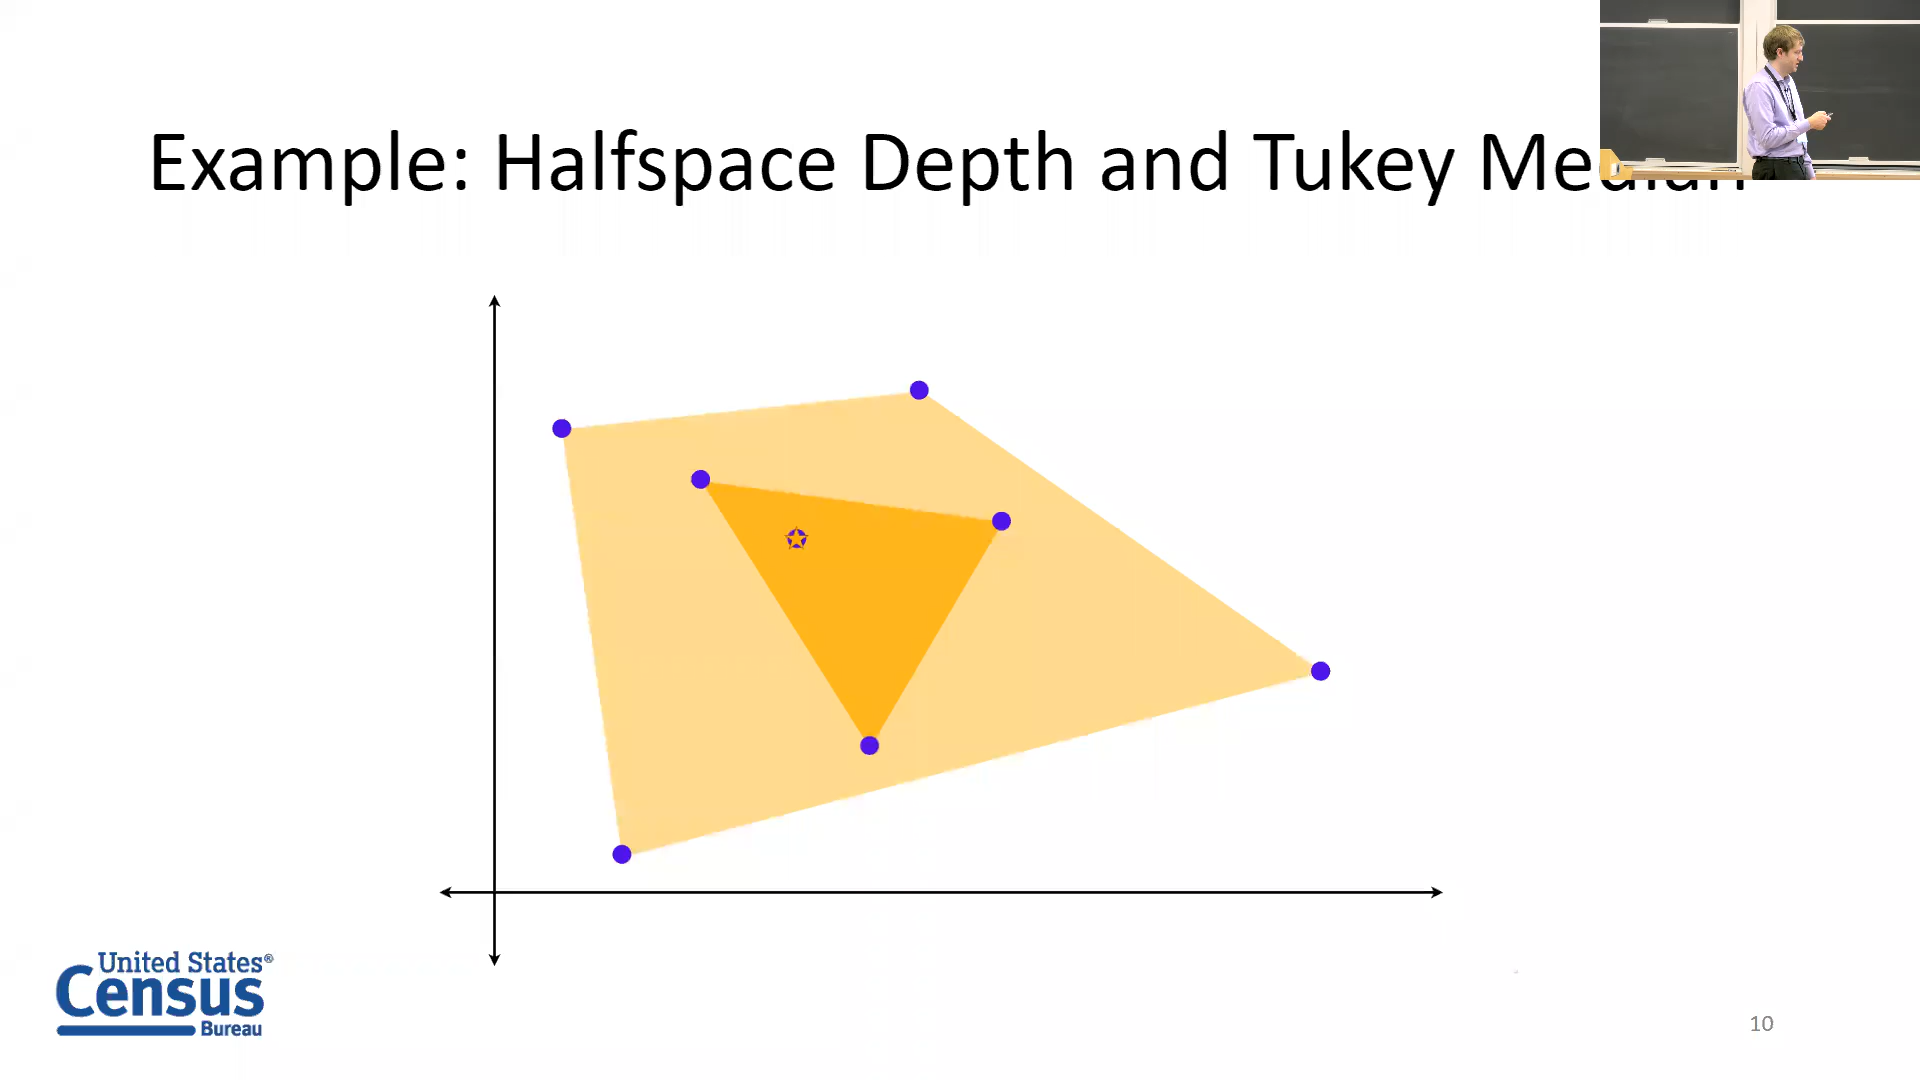 Example: Halfspace Depth and Tukey Median
United States®
Census
Bureau
10